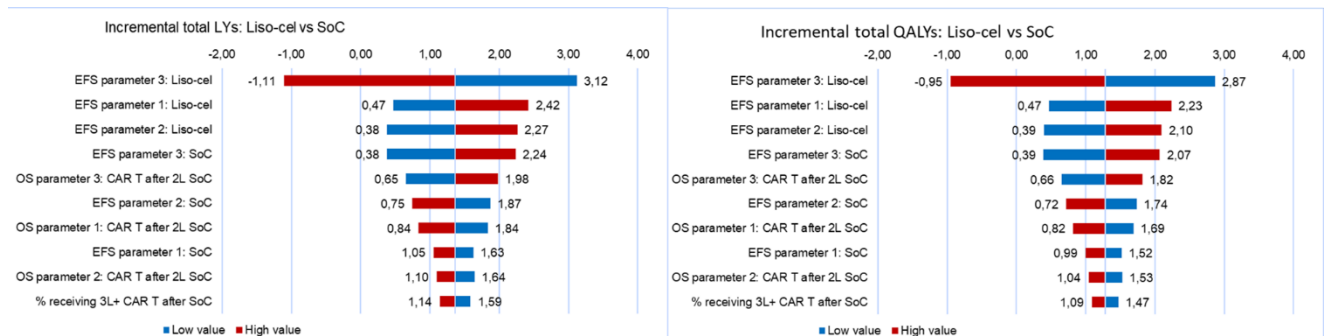 Incremental total LYs: Liso-cel vs SoC
-2,00 -1,00 0,00 1,00 2,00 3,00 4,00
EFS parameter 3: Liso-cel -1,11 3,12
EFS parameter 1: Liso-cel 0,47 2,42
EFS parameter 2: Liso-cel 0,38 2,27
EFS parameter 3: SoC 0,38 2,24
OS parameter 3: CAR T after 2L SoC 0,65 1,98
EFS parameter 2: SoC 0,75 1,87
OS parameter 1: CAR T after 2L SoC 0,84 1,84
EFS parameter 1: SoC 1,05 1,63
OS parameter 2: CAR T after 2L SoC 1,10 1,64
% receiving 3L+ CAR T after SoC 1,14 1,59
Low value High value
Incremental total QALYs: Liso-cel vs SoC
-2,00 -1,00 0,00 1,00 2,00 3,00 4,00
EFS parameter 3: Liso-cel -0,95 2,87
EFS parameter 1: Liso-cel 0,47 2,23
EFS parameter 2: Liso-cel 0,39 2,10
EFS parameter 3: SoC 0,39 2,07
OS parameter 3: CAR T after 2L SoC 0,66 1,82
EFS parameter 2: SoC 0,72 1,74
OS parameter 1: CAR T after 2L SoC 0,82 1,69
EFS parameter 1: SoC 0,99 1,52
OS parameter 2: CAR T after 2L SoC 1,04 1,53
% receiving 3L+ CAR T after SoC 1,09 1,47
Low value High value